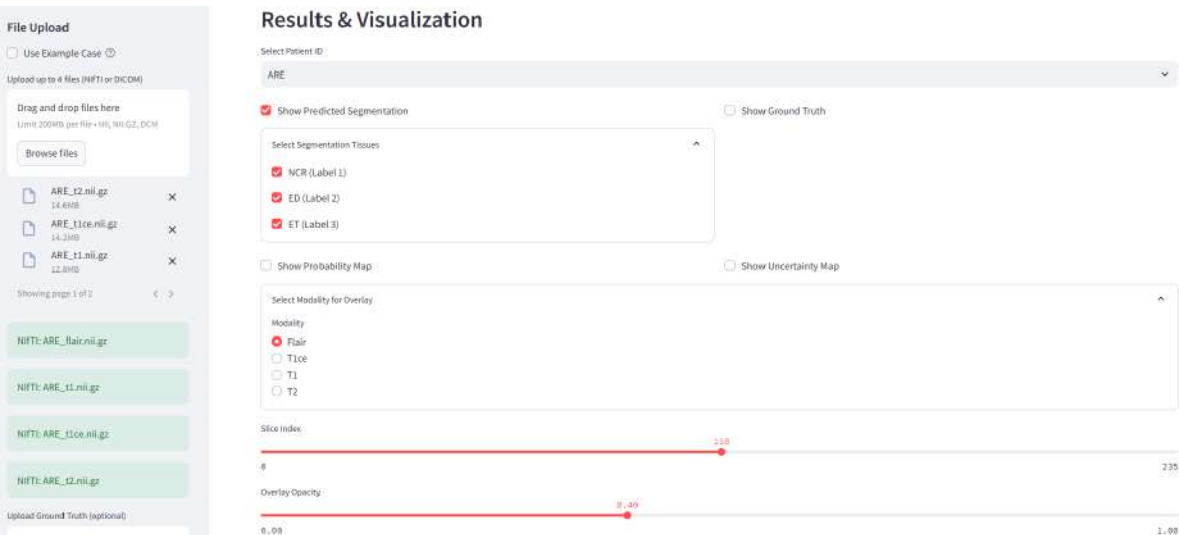 File Upload
Use Example Case
Upload up to 4 files (NIfTI or DICOM)
Drag and drop files here
Limit 200MB per file • NII, NII.GZ, DCM
Browse files
ARE_t2.nii.gz
14.6MB
ARE_t1ce.nii.gz
14.2MB
ARE_t1.nii.gz
12.8MB
Showing page 1 of 2
NIfTI: ARE_flair.nii.gz
NIfTI: ARE_t1.nii.gz
NIfTI: ARE_t1ce.nii.gz
NIfTI: ARE_t2.nii.gz
Upload Ground Truth (optional)
Results & Visualization
Select Patient ID
ARE
Show Predicted Segmentation
Show Ground Truth
Select Segmentation Tissues
NCR (Label 1)
ED (Label 2)
ET (Label 3)
Show Probability Map
Show Uncertainty Map
Select Modality for Overlay
Modality
Flair
T1ce
T1
T2
Slice Index
118
0
235
Overlay Opacity
0.40
0.00
1.00